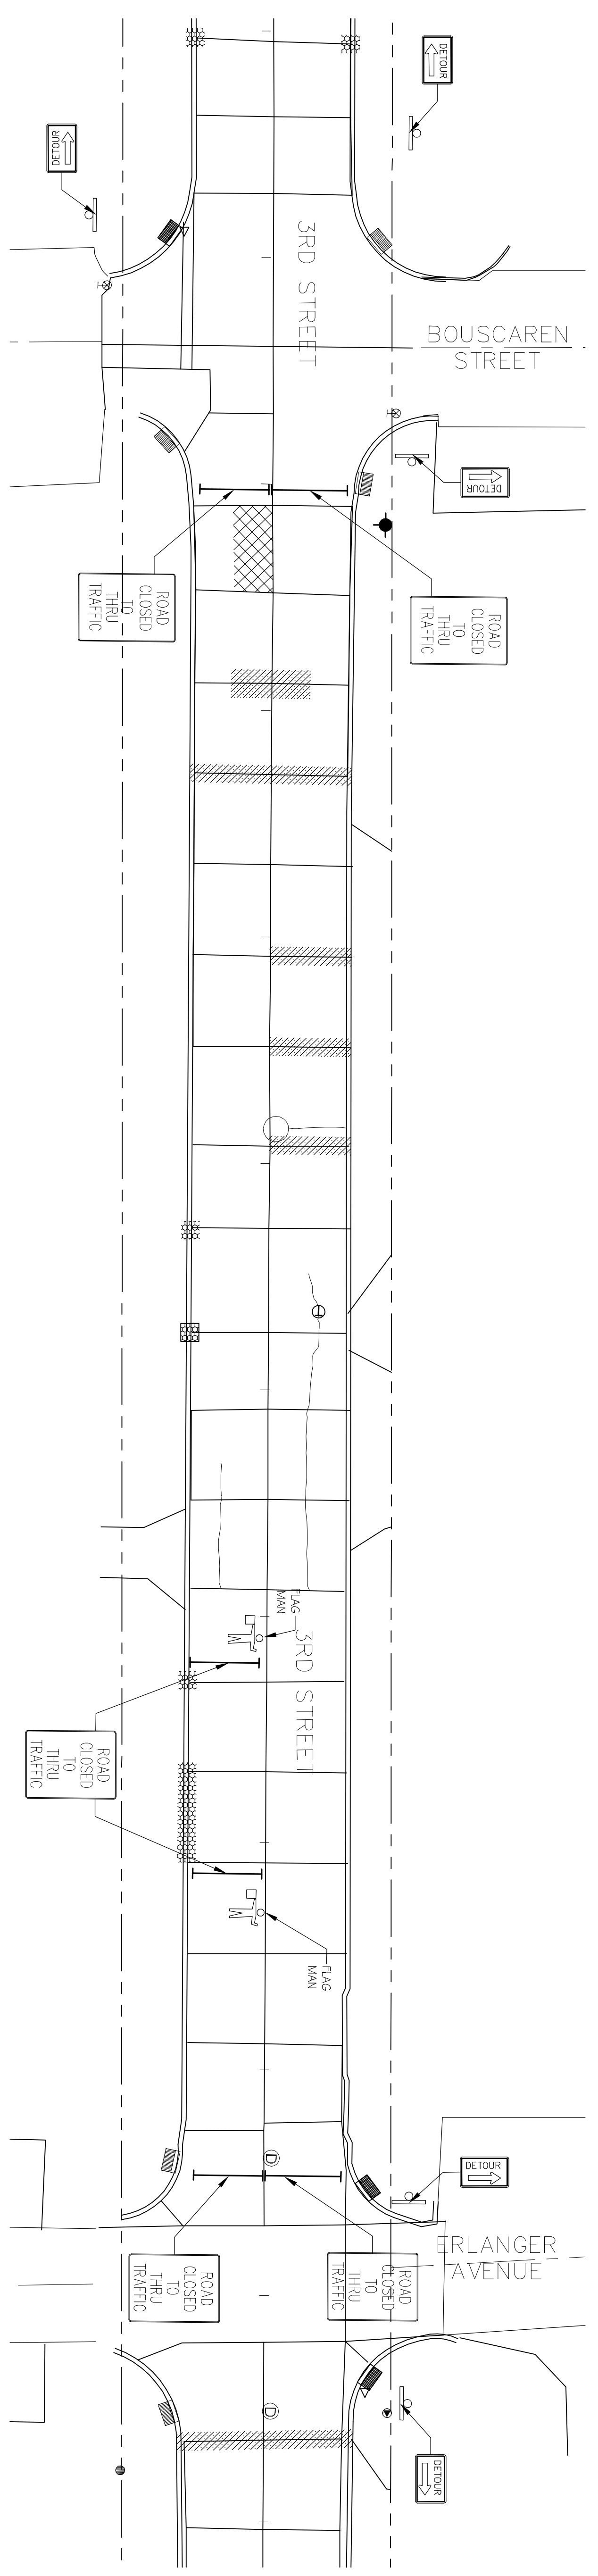 DETOUR
DETOUR
3RD STREET
BOUSCAREN
STREET
DETOUR
ROAD
CLOSED
TO
THRU
TRAFFIC
ROAD
CLOSED
TO
THRU
TRAFFIC
T
FLAG
MAN
3RD STREET
ROAD
CLOSED
TO
THRU
TRAFFIC
FLAG
MAN
D
DETOUR
ERLANGER
AVENUE
ROAD
CLOSED
TO
THRU
TRAFFIC
ROAD
CLOSED
TO
THRU
TRAFFIC
D
DETOUR